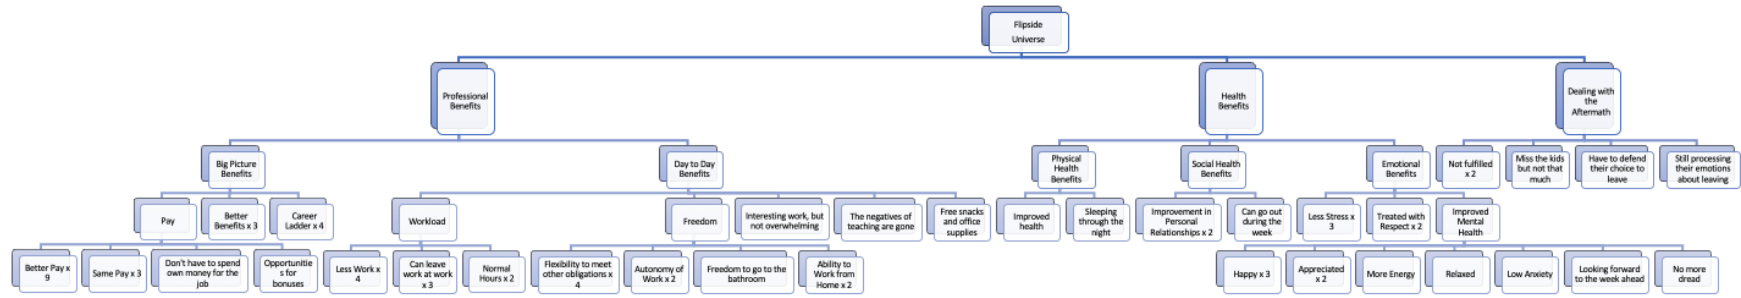 Flipside
Universe
Professional
Benefits
Health
Benefits
Dealing with
the
Aftermath
Big Picture
Benefits
Day to Day
Benefits
Physical
Health
Benefits
Social Health
Benefits
Emotional
Benefits
Not fulfilled
x 2
Miss the kids
but not that
much
Have to defend
their choice to
leave
Still processing
their emotions
about leaving
Pay
Better
Benefits x 3
Career
Ladder x 4
Workload
Freedom
Interesting work, but
not overwhelming
The negatives of
teaching are gone
Free snacks
and office
supplies
Improved
health
Sleeping
through the
night
Improvement in
Personal
Relationships x 2
Can go out
during the
week
Less Stress x
3
Treated with
Respect x 2
Improved
Mental
Health
Better Pay x
9
Same Pay x 3
Don't have to spend
own money for the
job
Opportunitie
s for
bonuses
Less Work x
4
Can leave
work at work
x 3
Normal
Hours x 2
Flexibility to meet
other obligations x
4
Autonomy of
Work x 2
Freedom to go to the
bathroom
Ability to
Work from
Home x 2
Happy x 3
Appreciated
x 2
More Energy
Relaxed
Low Anxiety
Looking forward
to the week ahead
No more
dread